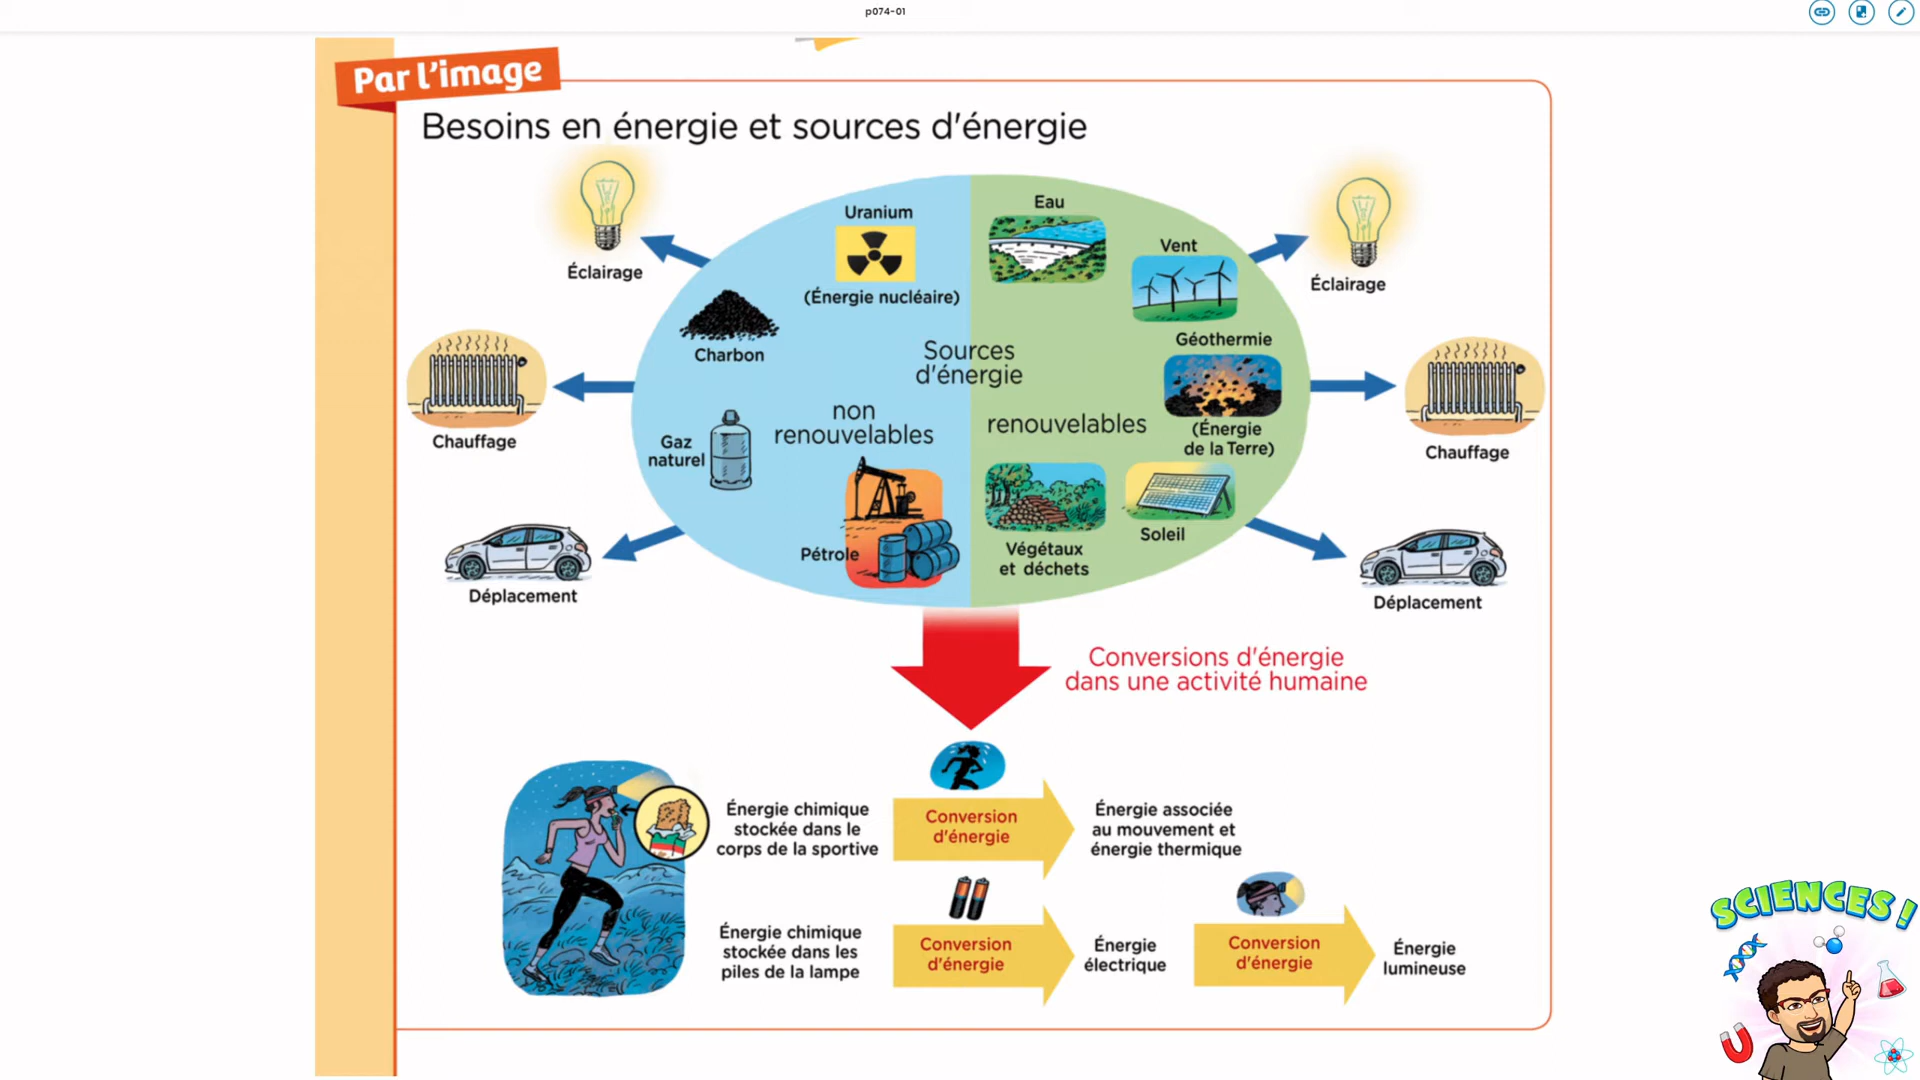 p074-01
Par l'image
Besoins en énergie et sources d'énergie
Éclairage
Chauffage
Déplacement
Uranium
(Énergie nucléaire)
Charbon
Gaz
naturel
Pétrole
non
renouvelables
Sources
d'énergie
renouvelables
Eau
Vent
Géothermie
(Énergie
de la Terre)
Soleil
Végétaux
et déchets
Éclairage
Chauffage
Déplacement
Conversions d'énergie
dans une activité humaine
Énergie chimique
stockée dans le
corps de la sportive
Conversion
d'énergie
Énergie associée
au mouvement et
énergie thermique
Énergie chimique
stockée dans les
piles de la lampe
Conversion
d'énergie
Énergie
électrique
Conversion
d'énergie
Énergie
lumineuse
SCIENCES !